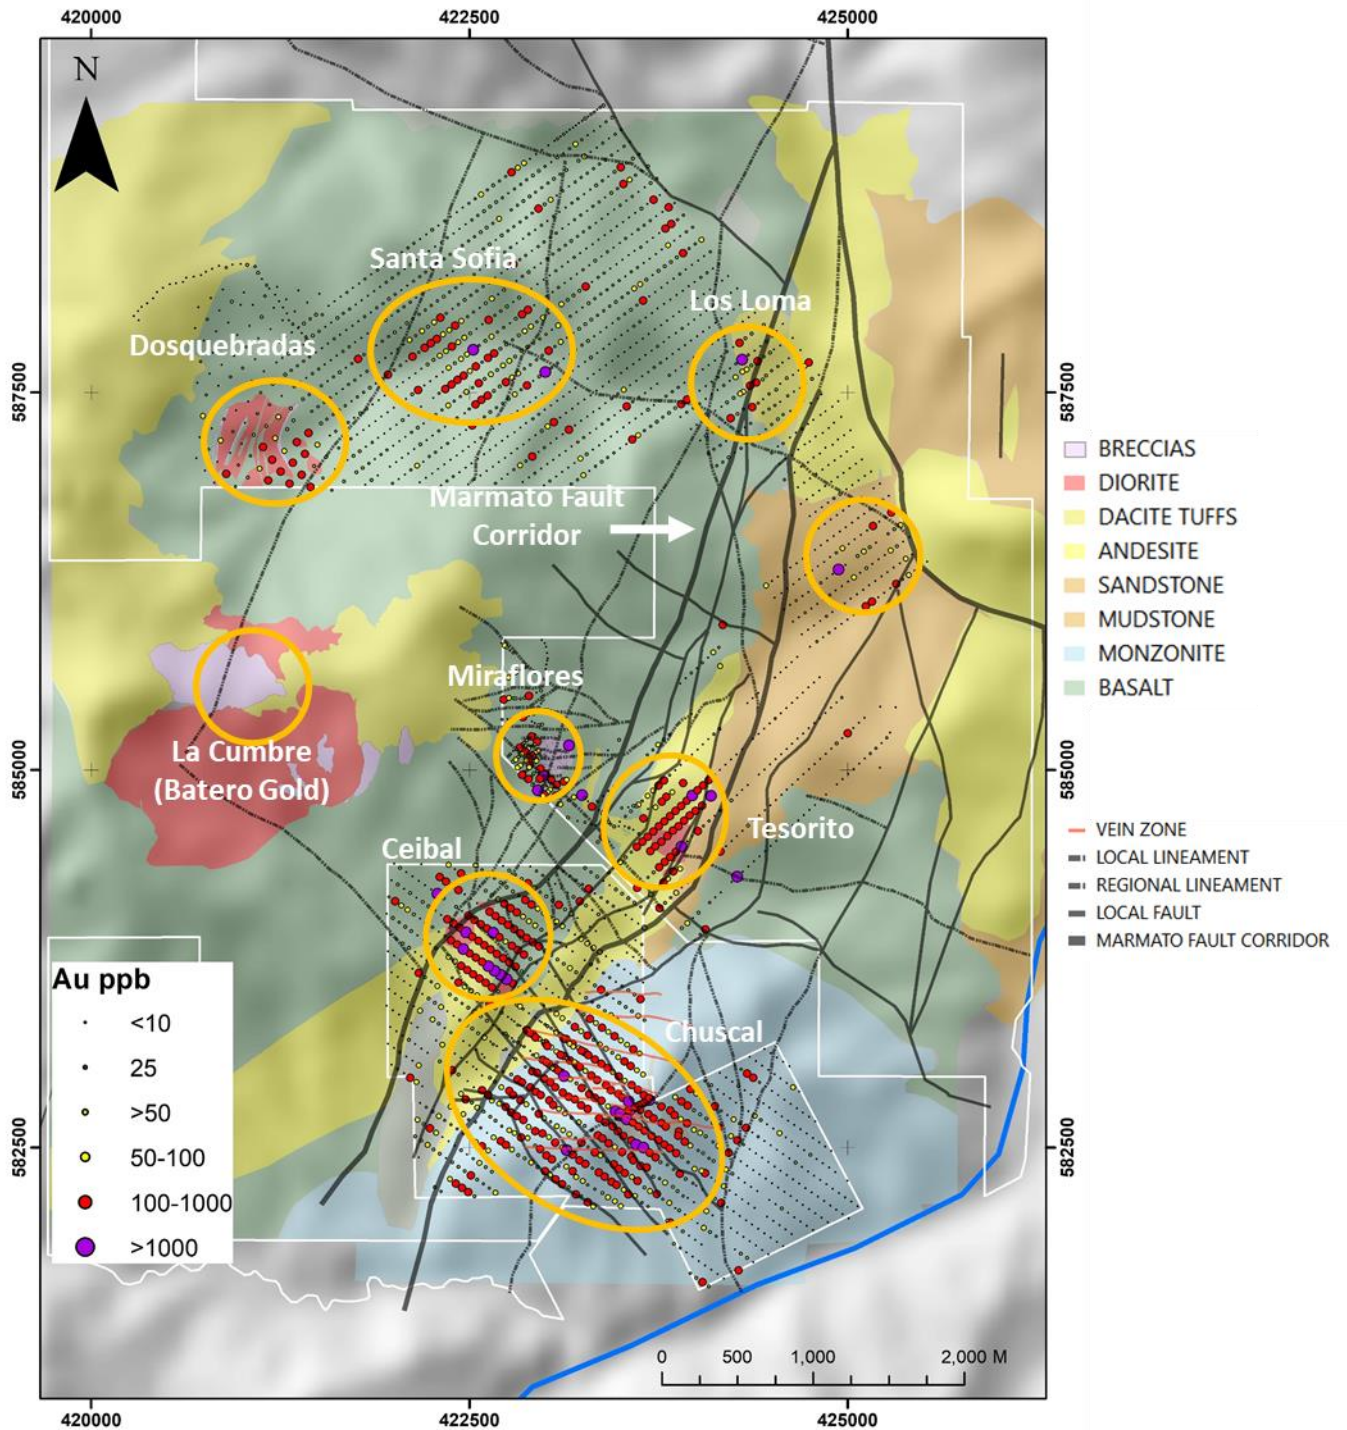 420000
422500
425000
N
Santa Sofia
Los Loma
Dosquebradas
587500
587500
BRECCIAS
DIORITE
DACITE TUFFS
ANDESITE
SANDSTONE
MUDSTONE
MONZONITE
BASALT
Marmato Fault
Corridor
Miraflores
La Cumbre
(Batero Gold)
585000
585000
Tesorito
Ceibal
VEIN ZONE
LOCAL LINEAMENT
REGIONAL LINEAMENT
LOCAL FAULT
MARMATO FAULT CORRIDOR
Au ppb
<10
25
>50
50-100
100-1000
>1000
Chuscal
582500
582500
0 500 1,000 2,000 M
420000
422500
425000